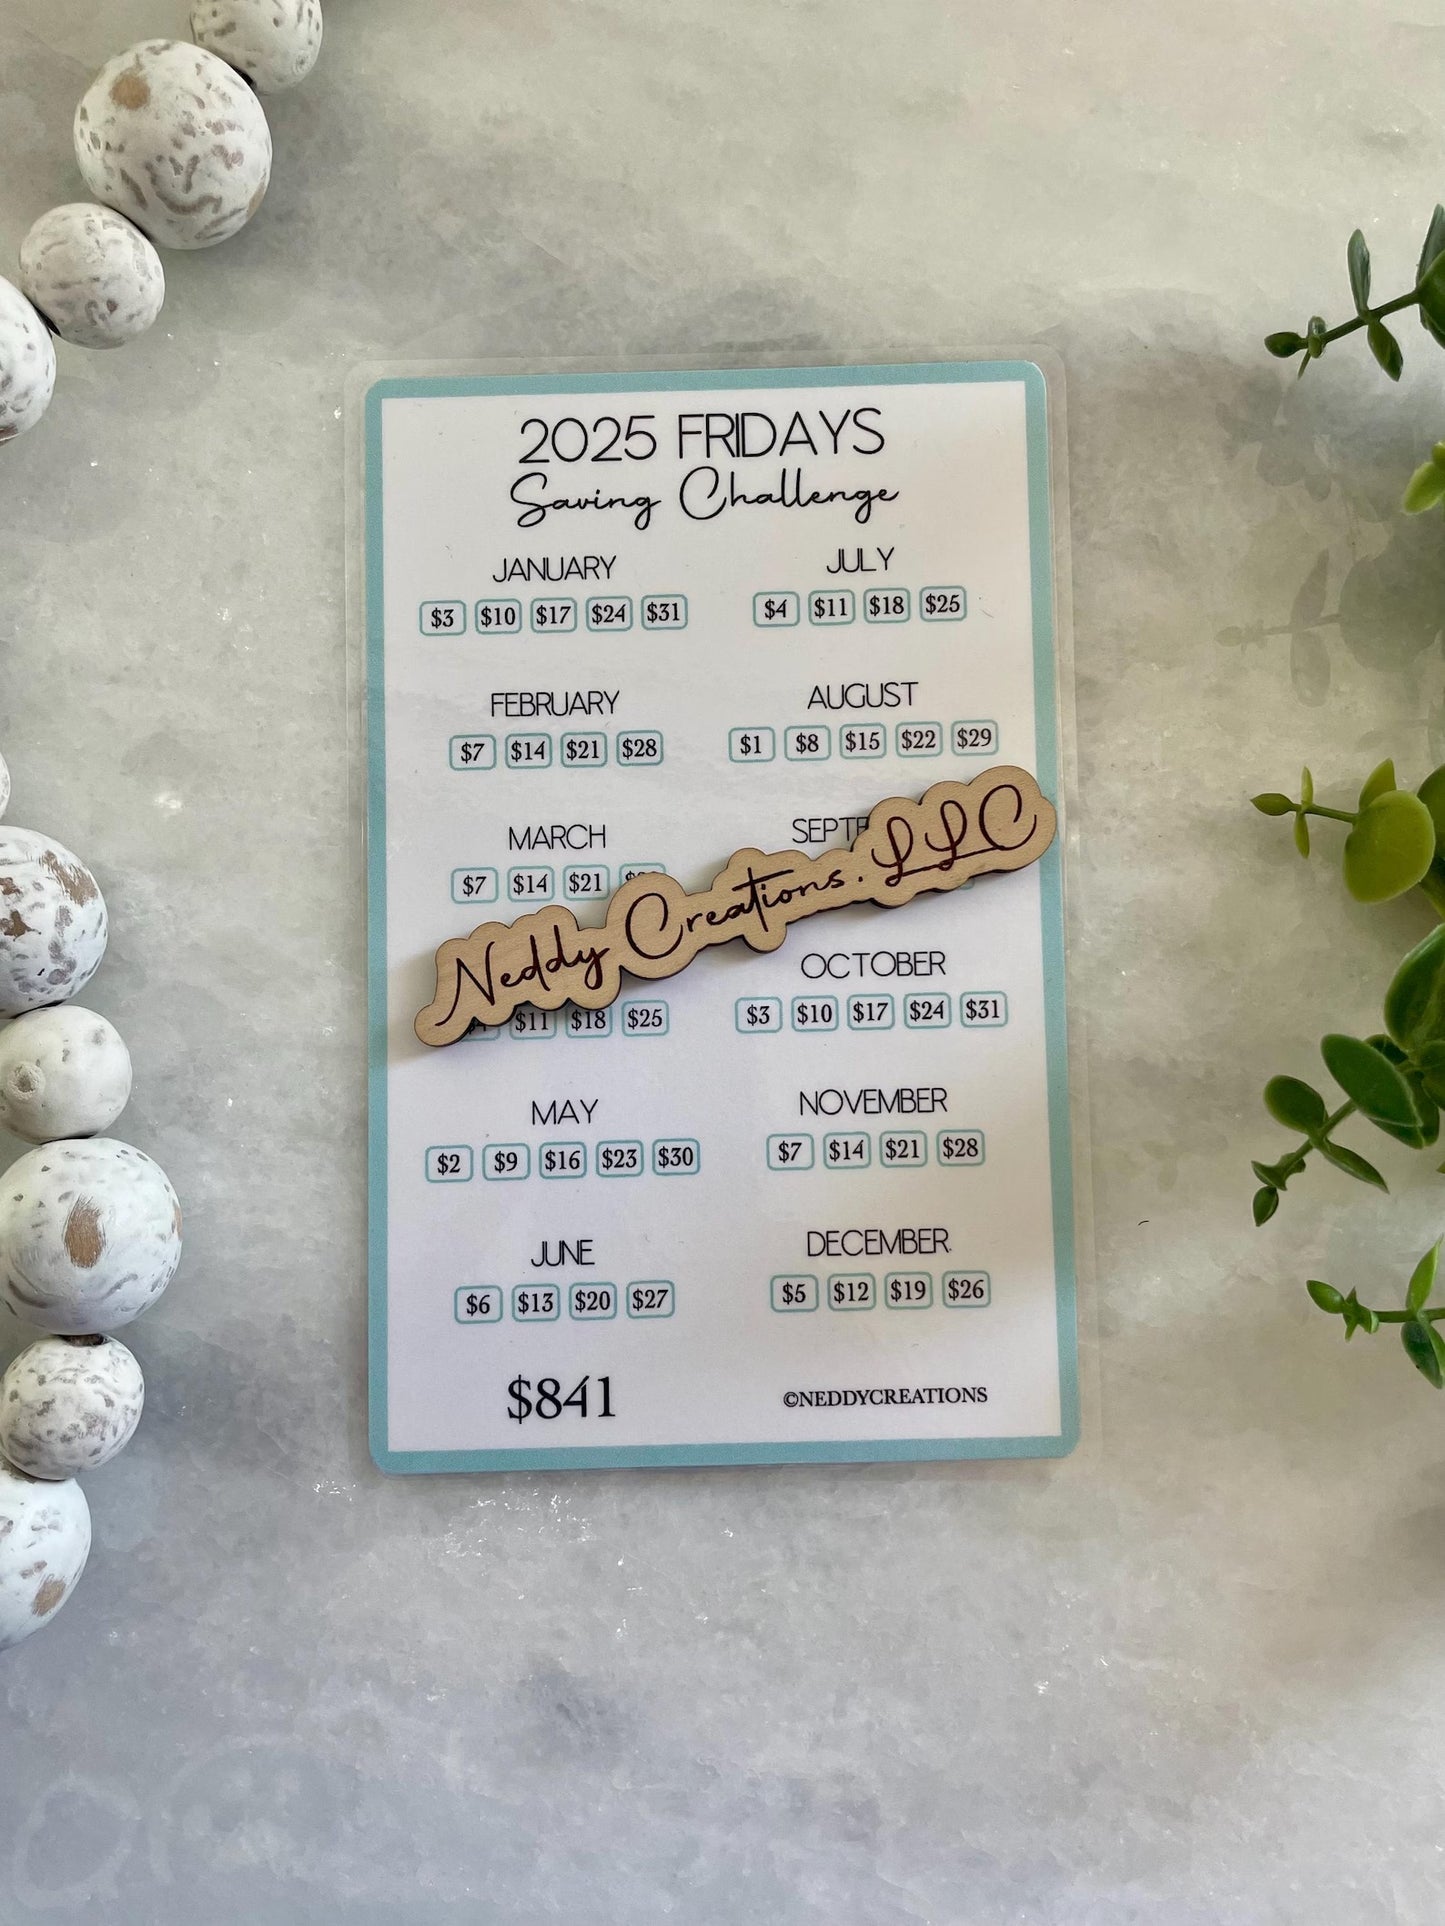 2025 FRIDAYS
Saving Challenge
JANUARY
$3 $10 $17 $24 $31
FEBRUARY
$7 $14 $21 $28
MARCH
$7 $14 $21
Neddy Creations. LLC
$11 $18 $25
MAY
$2 $9 $16 $23 $30
JUNE
$6 $13 $20 $27
$841
JULY
$4 $11 $18 $25
AUGUST
$1 $8 $15 $22 $29
OCTOBER
$3 $10 $17 $24 $31
NOVEMBER
$7 $14 $21 $28
DECEMBER
$5 $12 $19 $26
©NEDDYCREATIONS